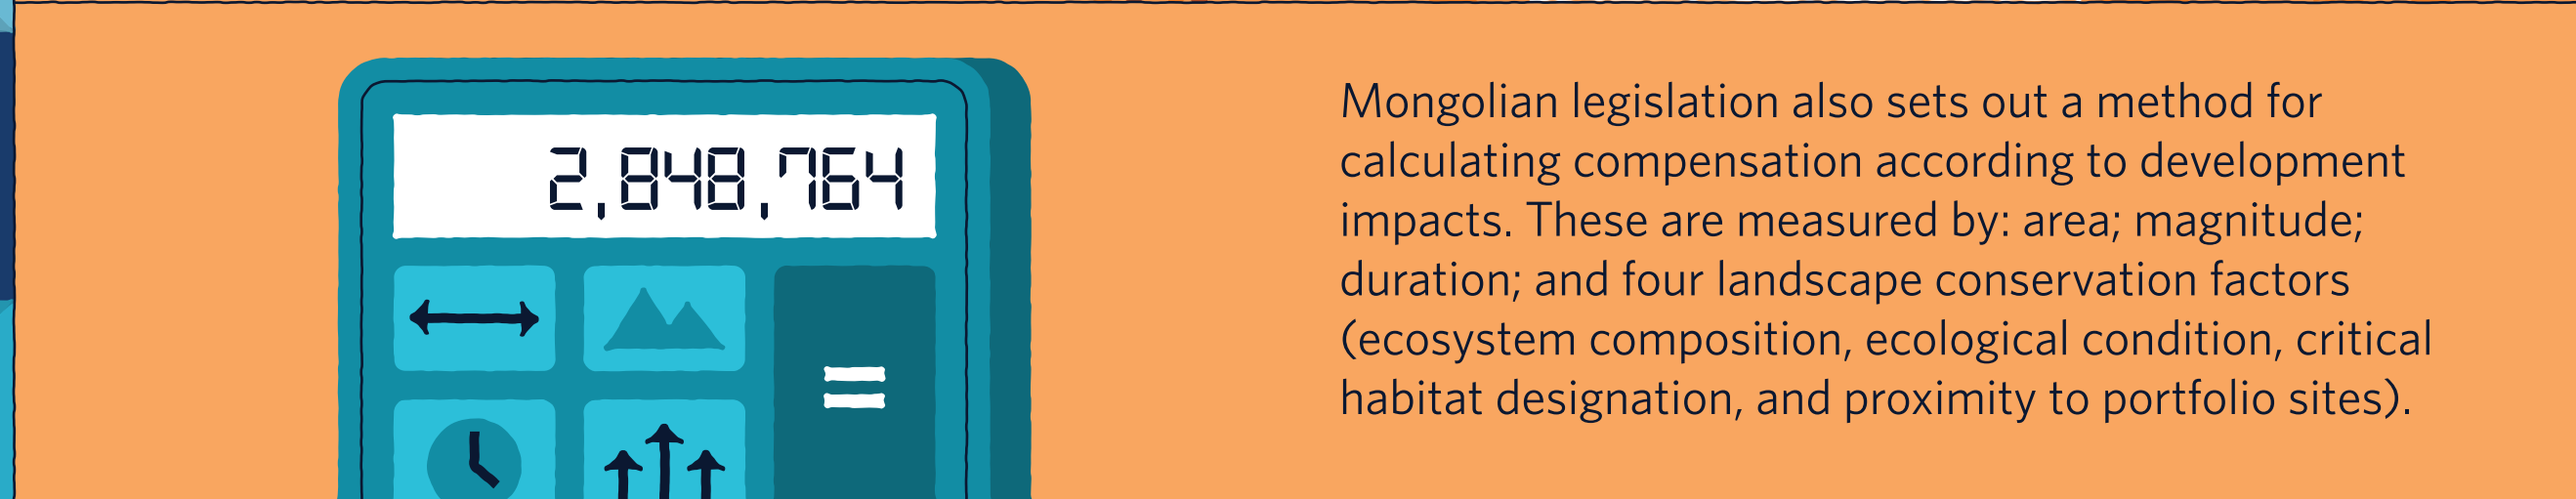 2,848,764
Mongolian legislation also sets out a method for
calculating compensation according to development
impacts. These are measured by: area; magnitude;
duration; and four landscape conservation factors
(ecosystem composition, ecological condition, critical
habitat designation, and proximity to portfolio sites).
=